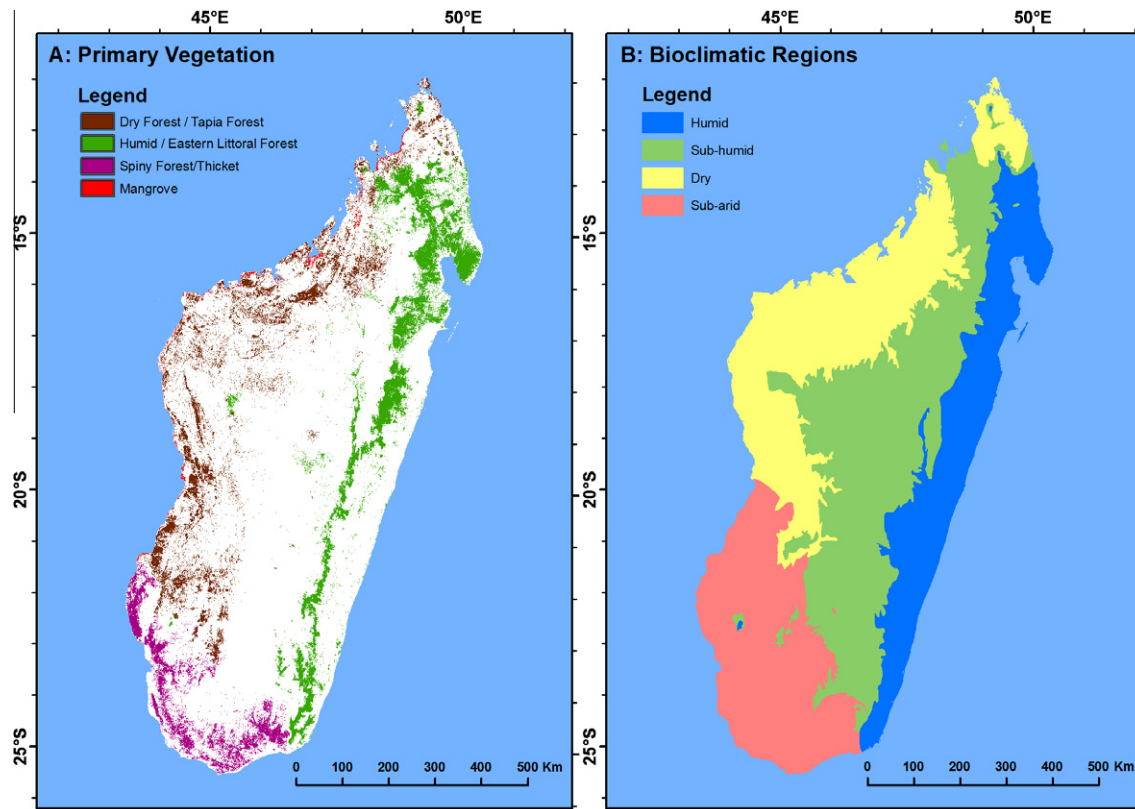 45°E
50°E
45°E
50°E
A: Primary Vegetation
Legend
Dry Forest / Tapia Forest
Humid / Eastern Littoral Forest
Spiny Forest/Thicket
Mangrove
15°S
20°S
25°S
0 100 200 300 400 500 Km
B: Bioclimatic Regions
Legend
Humid
Sub-humid
Dry
Sub-arid
15°S
20°S
25°S
0 100 200 300 400 500 Km